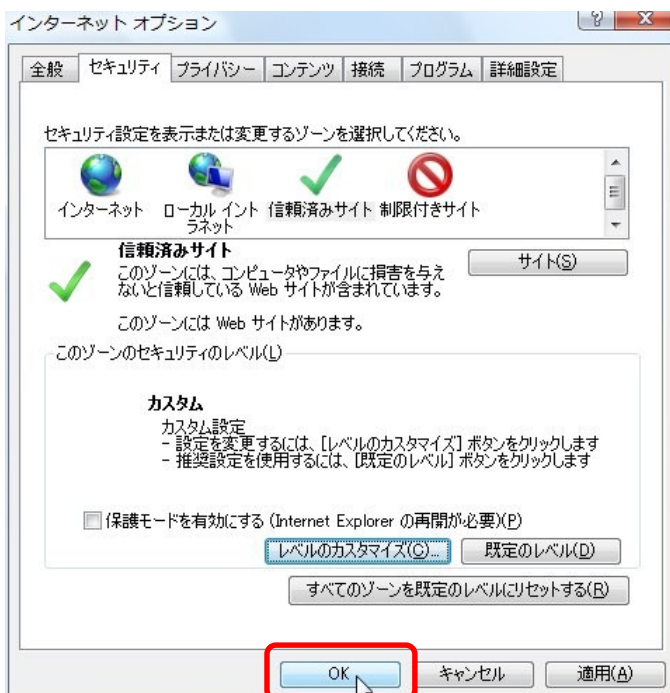 インターネット オプション
全般 セキュリティ プライバシー コンテンツ 接続 プログラム 詳細設定
セキュリティ設定を表示または変更するゾーンを選択してください。
インターネット ローカル イント 信頼済みサイト 制限付きサイト
ラネット
信頼済みサイト
サイト(S)
このゾーンには、コンピュータやファイルに損害を与え
ないと信頼している Web サイトが含まれています。
このゾーンには Web サイトがあります。
このゾーンのセキュリティのレベル(L)
カスタム
カスタム設定
- 設定を変更するには、[レベルのカスタマイズ] ボタンをクリックします
- 推奨設定を使用するには、[既定のレベル] ボタンをクリックします
保護モードを有効にする (Internet Explorer の再開が必要)(P)
レベルのカスタマイズ(C)... 既定のレベル(D)
すべてのゾーンを既定のレベルにリセットする(R)
OK キャンセル 適用(A)